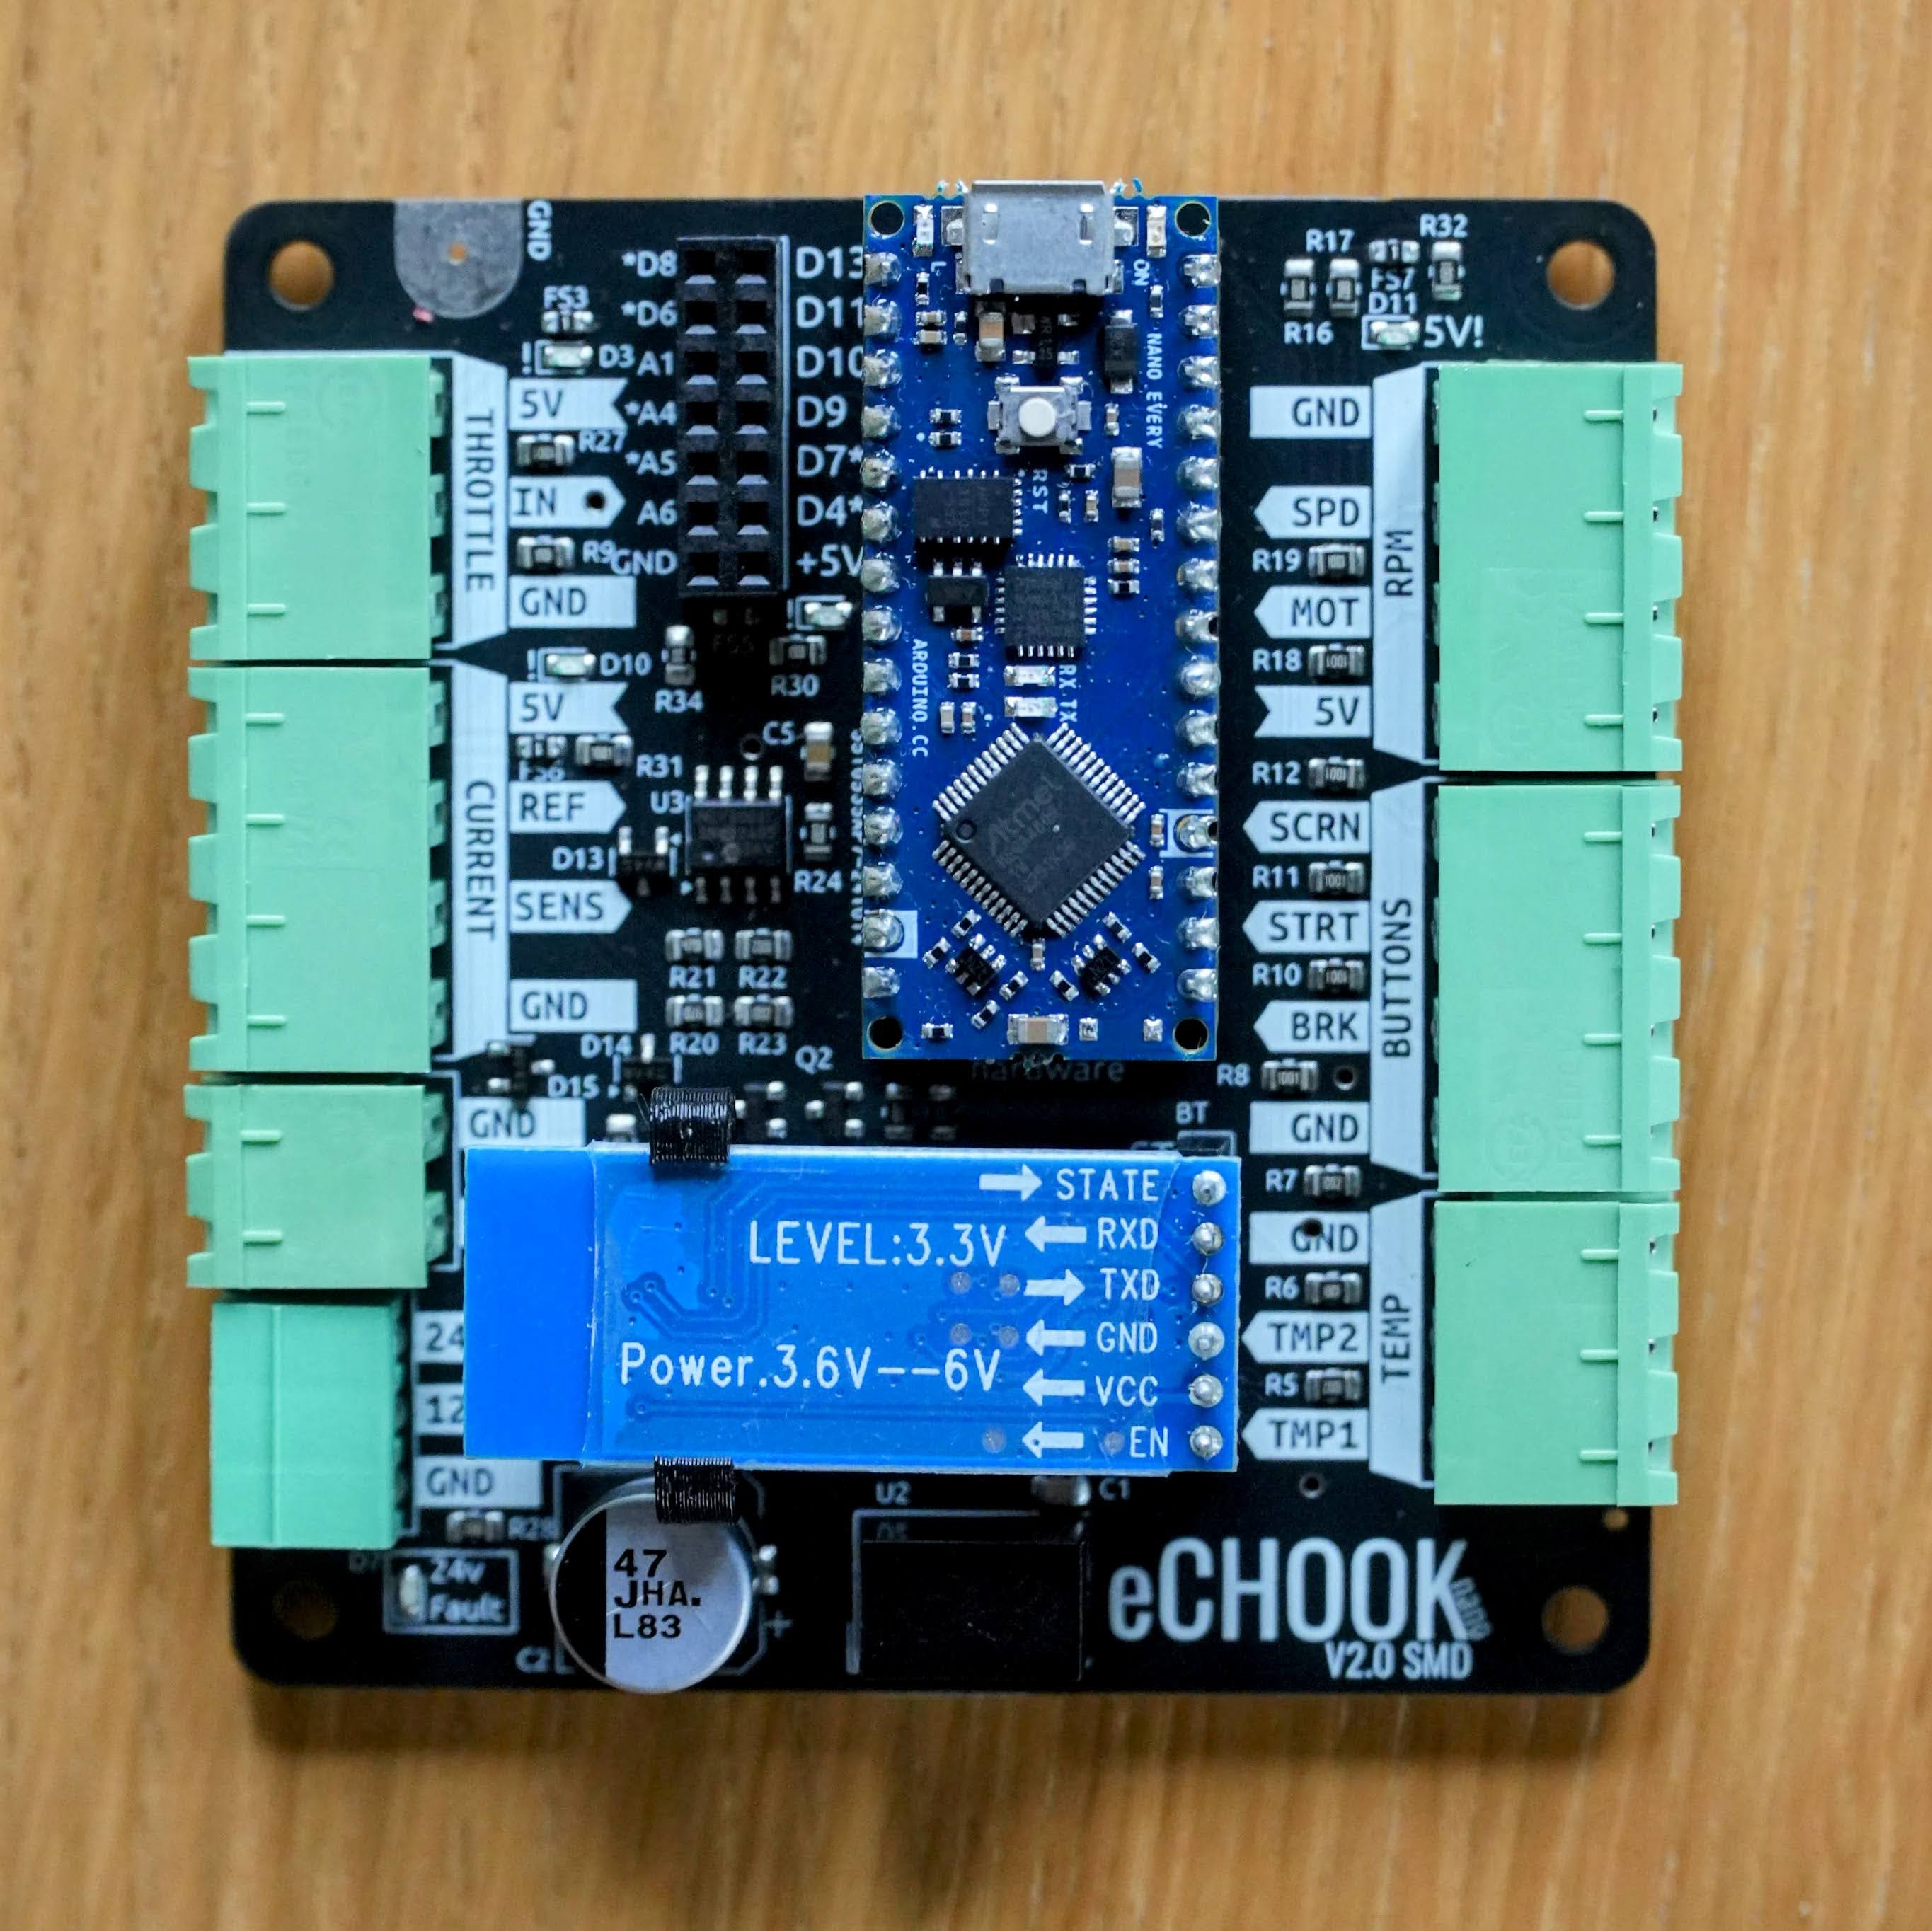 GND
*D8 D13
*D6 D11
A1 D10
*A4 D9
*A5 D7*
A6 D4*
GND +5V
FS3
! D3
THROTTLE
5V
R27
IN
R9
GND
! D10
CURRENT
5V
FS6 R31
REF
U3
D13
SENS
GND
FS5
!
R34
R30
C5
R24
R21 R22
R20 R23
D14
D15
Q2
GND
24
12
GND
24v
Fault
C2
47
JHA.
L83
+
U2
C1
L
ON
NANO EVERY
RST
RX TX
ARDUINO.CC
Atmel
hardware
BT
STATE
LEVEL:3.3V RXD
TXD
GND
Power.3.6V--6V
VCC
EN
R17
R32
FS7
D11
R16
5V!
RPM
GND
SPD
R19
MOT
R18
5V
R12
BUTTONS
SCRN
R11
STRT
R10
BRK
R8
GND
R7
TEMP
GND
R6
TMP2
R5
TMP1
eCHOOK
nano
V2.0 SMD